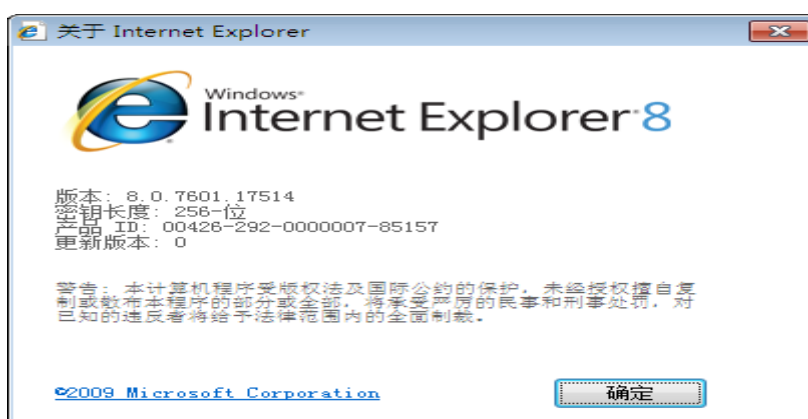 关于 Internet Explorer
Windows®
Internet Explorer 8
版本: 8.0.7601.17514
密钥长度: 256-位
产品 ID: 00426-292-0000007-85157
更新版本: 0
警告: 本计算机程序受版权法及国际公约的保护，未经授权擅自复
制或散布本程序的部分或全部，将承受严厉的民事和刑事处罚，对
已知的违反者将给予法律范围内的全面制裁。
©2009 Microsoft Corporation
确定